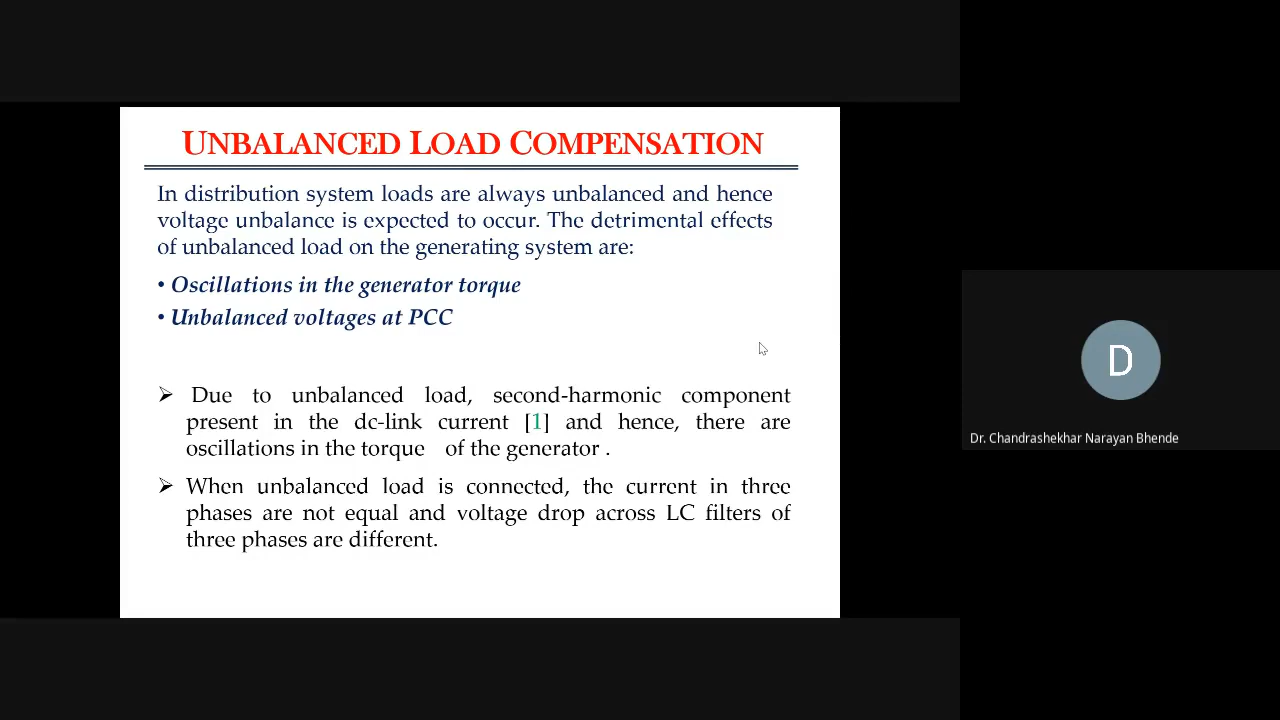 UNBALANCED LOAD COMPENSATION
In distribution system loads are always unbalanced and hence
voltage unbalance is expected to occur. The detrimental effects
of unbalanced load on the generating system are:
• Oscillations in the generator torque
• Unbalanced voltages at PCC
➢ Due to unbalanced load, second-harmonic component
present in the dc-link current [1] and hence, there are
oscillations in the torque of the generator .
➢ When unbalanced load is connected, the current in three
phases are not equal and voltage drop across LC filters of
three phases are different.
D
Dr. Chandrashekhar Narayan Bhende